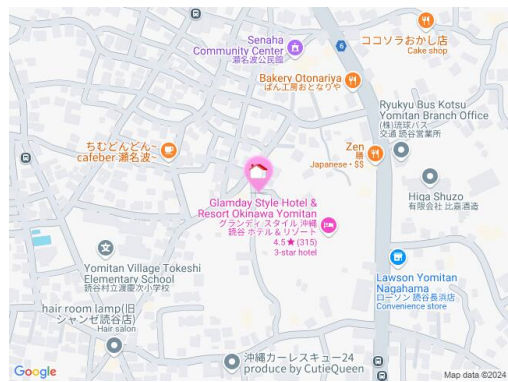 ココソラおかし店
Cake shop
Senaha
Community Center
瀬名波公民館
6
Bakery Otonariya
ぱん工房おとなりや
Ryukyu Bus Kotsu
Yomitan Branch Office
(株)琉球バス
交通 読谷営業所
ちむどんどん~
cafeber 瀬名波~
Zen
膳
Japanese • $$
Higa Shuzo
有限会社 比嘉酒造
Glamday Style Hotel &
Resort Okinawa Yomitan
グランディスタイル 沖縄
読谷 ホテル & リゾート
4.5★ (315)
3-star hotel
Yomitan Village Tokeshi
Elementary School
読谷村立渡慶次小学校
Lawson Yomitan
Nagahama
ローソン 読谷長浜店
Convenience store
hair room lamp(旧
シャンゼ読谷店)
Hair salon
沖縄カーレスキュー24
produce by CutieQueen
Google
Map data ©2024